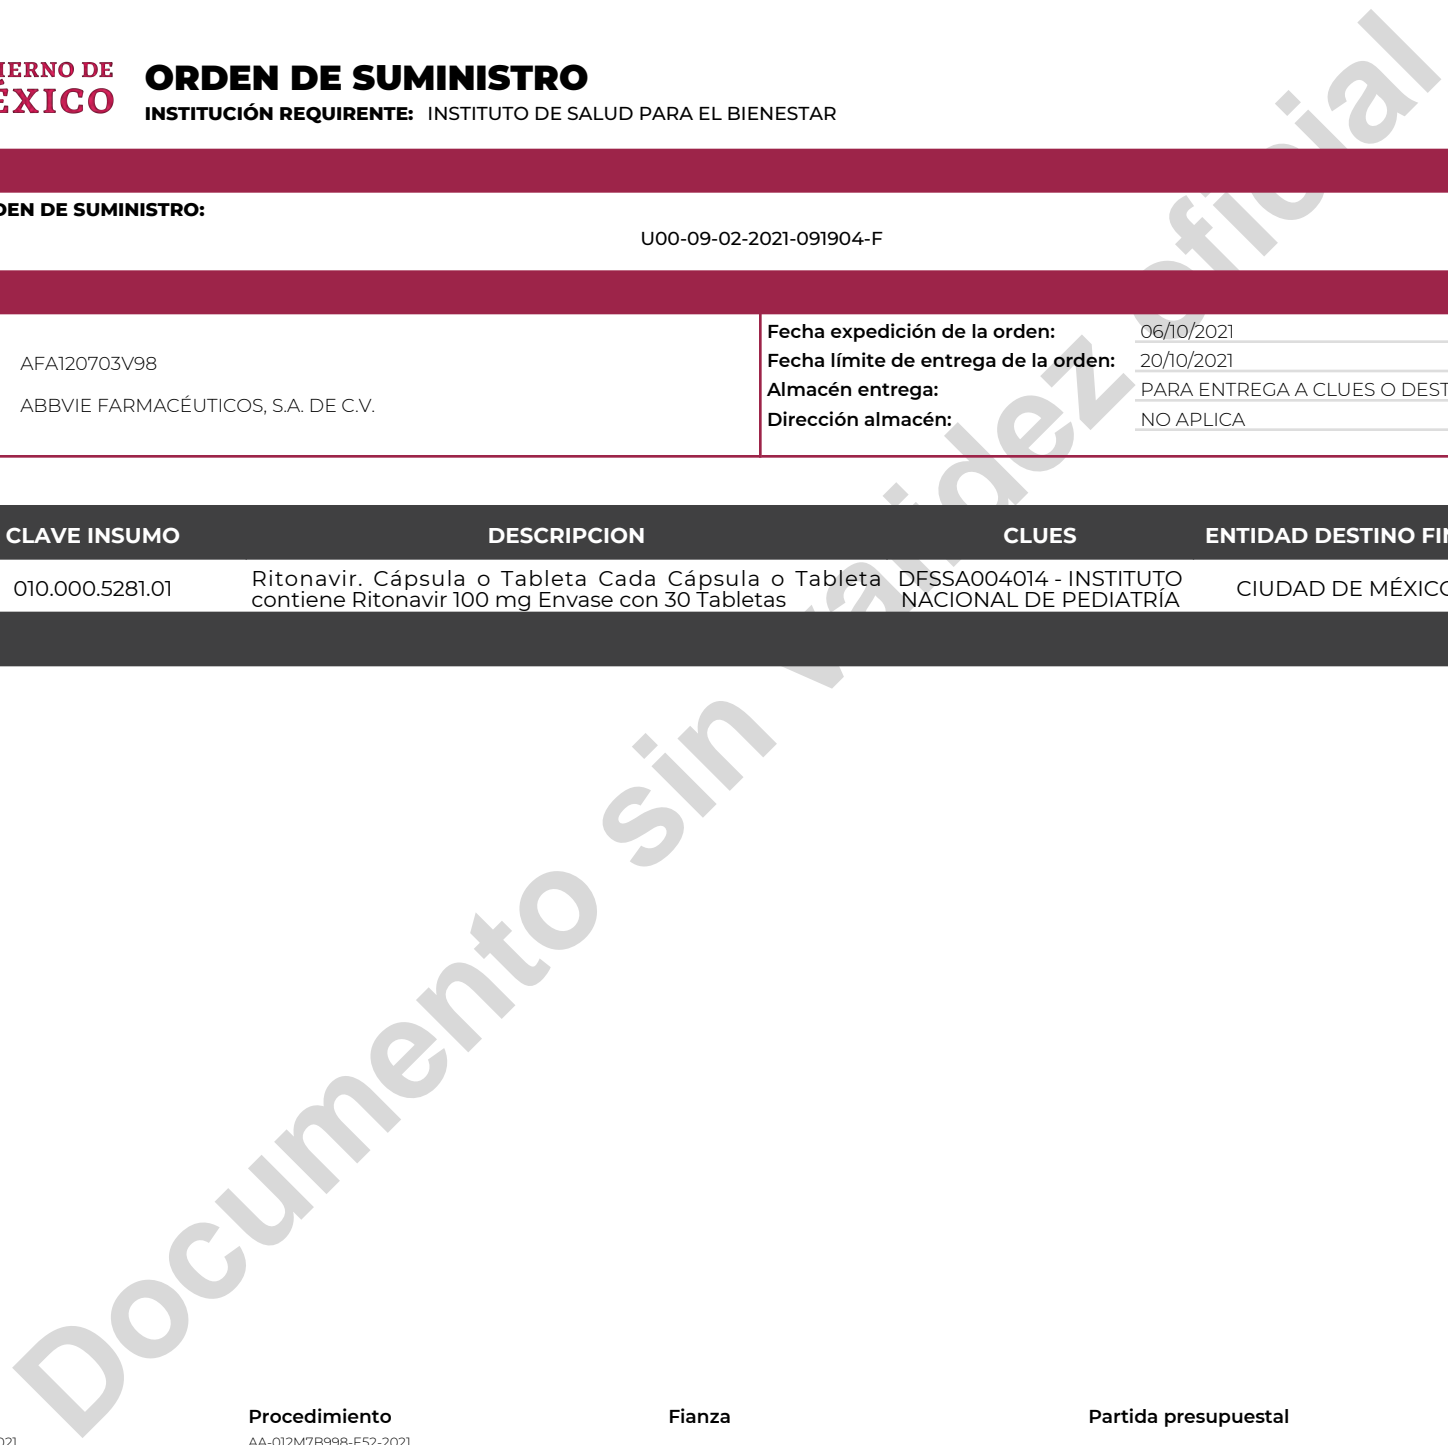 IERNO DE
ÉXICO
ORDEN DE SUMINISTRO
INSTITUCIÓN REQUIRENTE: INSTITUTO DE SALUD PARA EL BIENESTAR
DEN DE SUMINISTRO:
U00-09-02-2021-091904-F
AFA120703V98
ABBVIE FARMACÉUTICOS, S.A. DE C.V.
Fecha expedición de la orden: 06/10/2021
Fecha límite de entrega de la orden: 20/10/2021
Almacén entrega: PARA ENTREGA A CLUES O DEST
Dirección almacén: NO APLICA
CLAVE INSUMO DESCRIPCION CLUES ENTIDAD DESTINO FIN
010.000.5281.01
Ritonavir. Cápsula o Tableta Cada Cápsula o Tableta
contiene Ritonavir 100 mg Envase con 30 Tabletas
DFSSA004014 - INSTITUTO
NACIONAL DE PEDIATRÍA
CIUDAD DE MÉXICO
Documento sin validez oficial
Procedimiento Fianza Partida presupuestal
021 AA-012M7B998-E52-2021